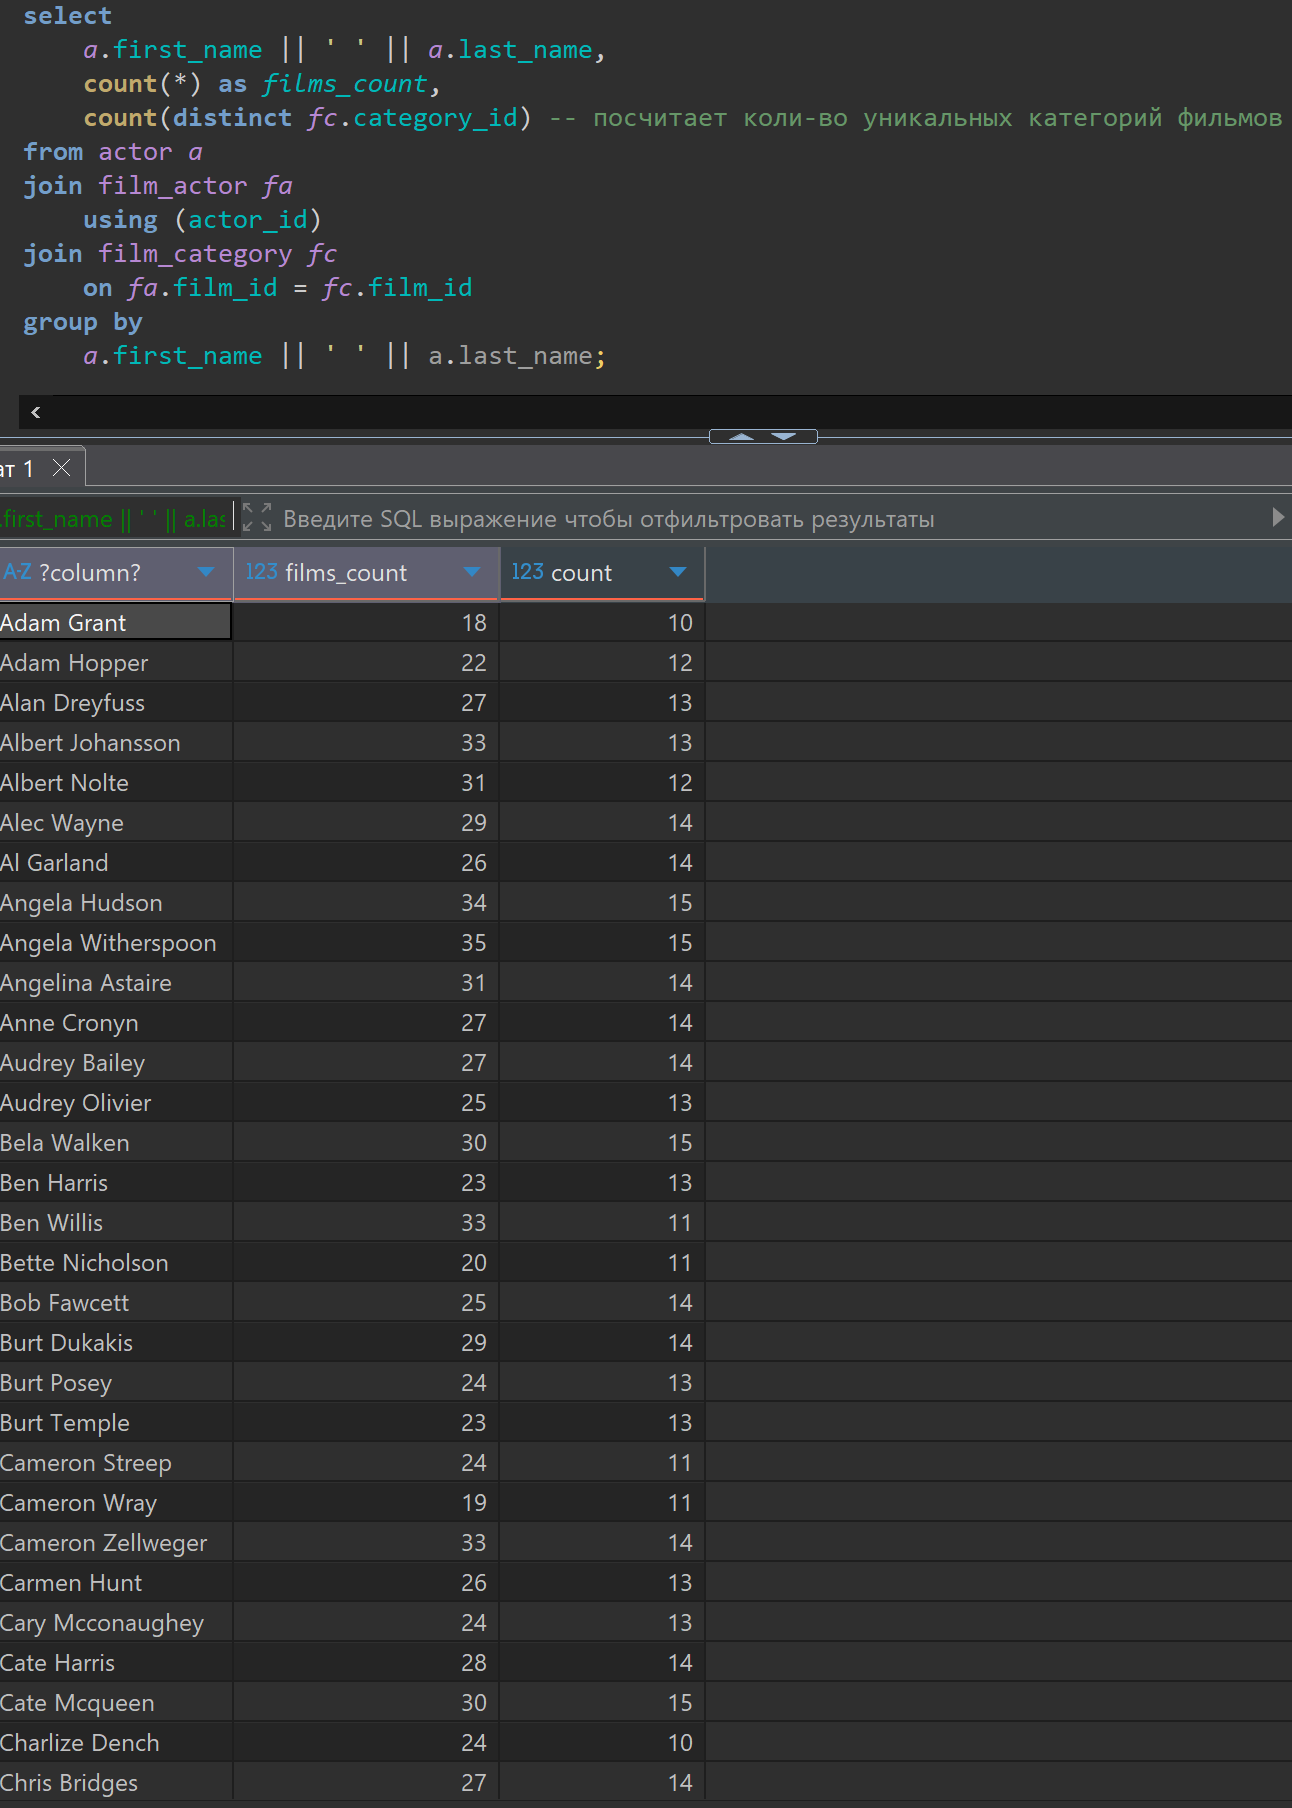 select
a.first_name || ' ' || a.last_name,
count(*) as films_count,
count(distinct fc.category_id) -- посчитает коли-во уникальных категорий фильмов
from actor a
join film_actor fa
using (actor_id)
join film_category fc
on fa.film_id = fc.film_id
group by
a.first_name || ' ' || a.last_name;
ат 1
.first_name || ' ' || a.las Введите SQL выражение чтобы отфильтровать результаты
A-Z ?column? 123 films_count 123 count
Adam Grant 18 10
Adam Hopper 22 12
Alan Dreyfuss 27 13
Albert Johansson 33 13
Albert Nolte 31 12
Alec Wayne 29 14
Al Garland 26 14
Angela Hudson 34 15
Angela Witherspoon 35 15
Angelina Astaire 31 14
Anne Cronyn 27 14
Audrey Bailey 27 14
Audrey Olivier 25 13
Bela Walken 30 15
Ben Harris 23 13
Ben Willis 33 11
Bette Nicholson 20 11
Bob Fawcett 25 14
Burt Dukakis 29 14
Burt Posey 24 13
Burt Temple 23 13
Cameron Streep 24 11
Cameron Wray 19 11
Cameron Zellweger 33 14
Carmen Hunt 26 13
Cary Mcconaughey 24 13
Cate Harris 28 14
Cate Mcqueen 30 15
Charlize Dench 24 10
Chris Bridges 27 14